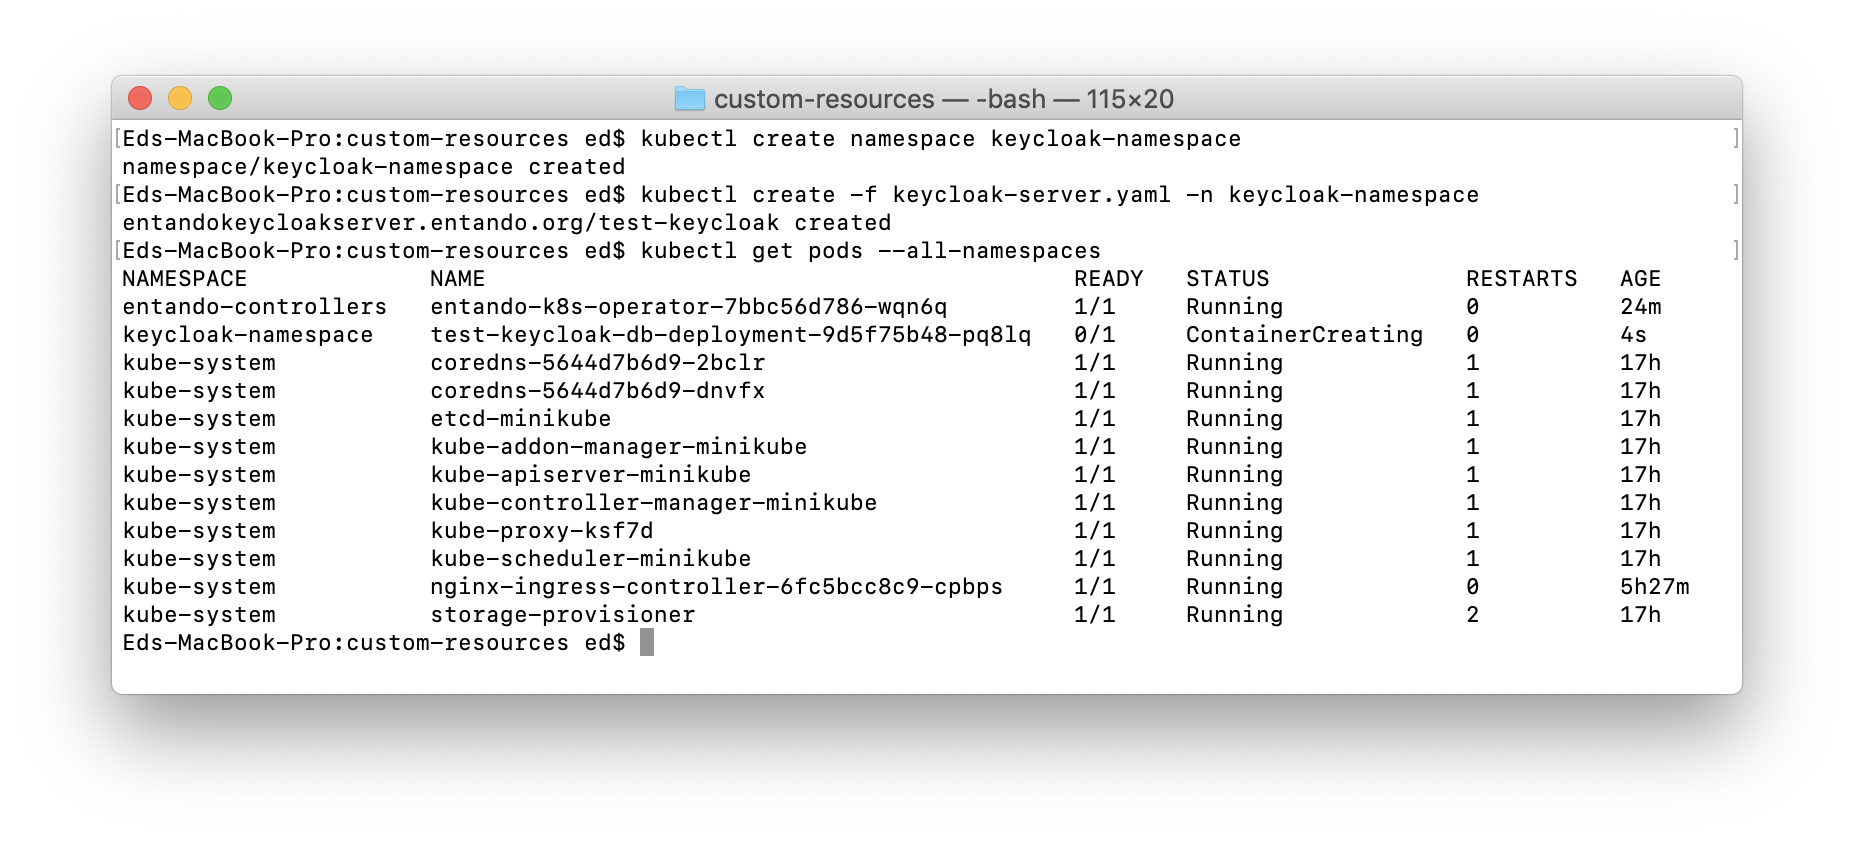 custom-resources — -bash — 115×20
[Eds-MacBook-Pro:custom-resources ed$ kubectl create namespace keycloak-namespace ]
namespace/keycloak-namespace created
[Eds-MacBook-Pro:custom-resources ed$ kubectl create -f keycloak-server.yaml -n keycloak-namespace ]
entandokeycloakserver.entando.org/test-keycloak created
[Eds-MacBook-Pro:custom-resources ed$ kubectl get pods --all-namespaces ]
NAMESPACE NAME READY STATUS RESTARTS AGE
entando-controllers entando-k8s-operator-7bbc56d786-wqn6q 1/1 Running 0 24m
keycloak-namespace test-keycloak-db-deployment-9d5f75b48-pq8lq 0/1 ContainerCreating 0 4s
kube-system coredns-5644d7b6d9-2bclr 1/1 Running 1 17h
kube-system coredns-5644d7b6d9-dnvfx 1/1 Running 1 17h
kube-system etcd-minikube 1/1 Running 1 17h
kube-system kube-addon-manager-minikube 1/1 Running 1 17h
kube-system kube-apiserver-minikube 1/1 Running 1 17h
kube-system kube-controller-manager-minikube 1/1 Running 1 17h
kube-system kube-proxy-ksf7d 1/1 Running 1 17h
kube-system kube-scheduler-minikube 1/1 Running 1 17h
kube-system nginx-ingress-controller-6fc5bcc8c9-cpbps 1/1 Running 0 5h27m
kube-system storage-provisioner 1/1 Running 2 17h
Eds-MacBook-Pro:custom-resources ed$